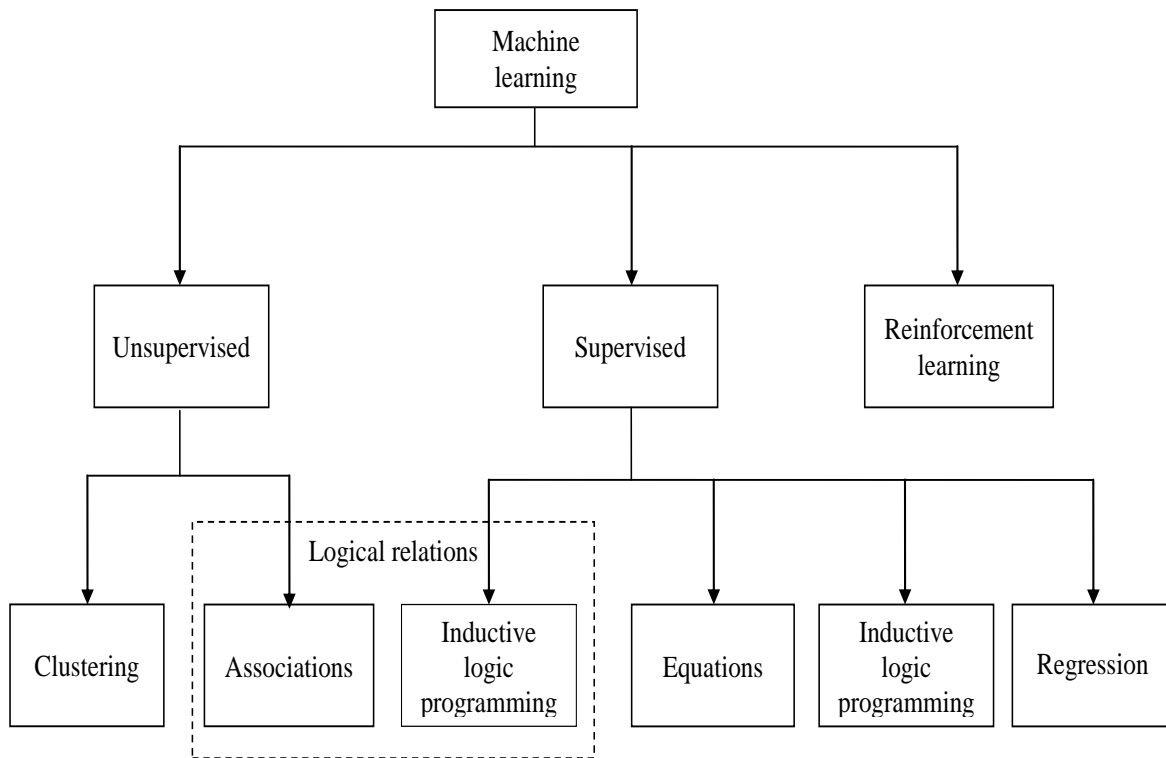 Machine
learning
Unsupervised
Supervised
Reinforcement
learning
Logical relations
Clustering
Associations
Inductive
logic
programming
Equations
Inductive
logic
programming
Regression